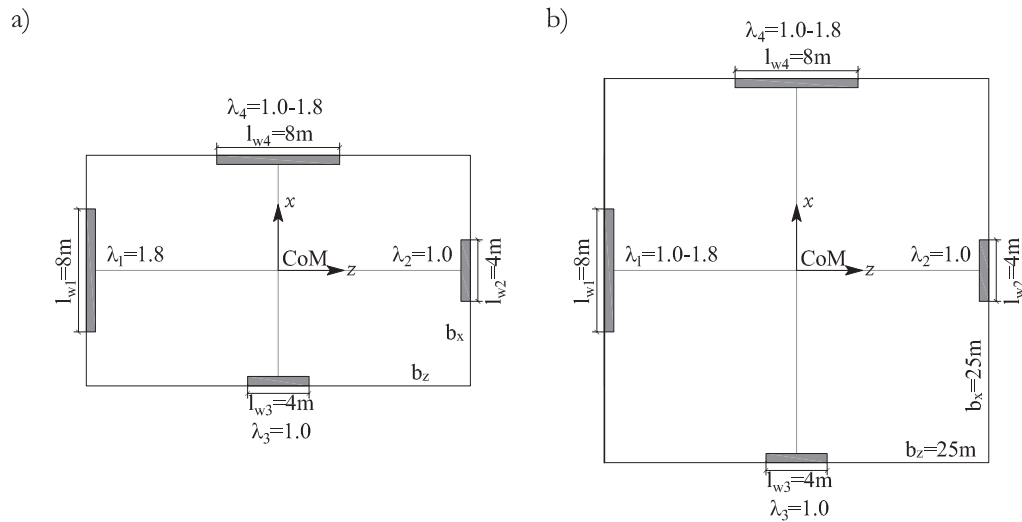 a)
λ4=1.0-1.8
lw4=8m
x
lw1=8m
λ1=1.8
CoM
z
λ2=1.0
lw2=4m
bx
bz
lw3=4m
λ3=1.0
b)
λ4=1.0-1.8
lw4=8m
x
lw1=8m
λ1=1.0-1.8
CoM
z
λ2=1.0
lw2=4m
bx=25m
bz=25m
lw3=4m
λ3=1.0